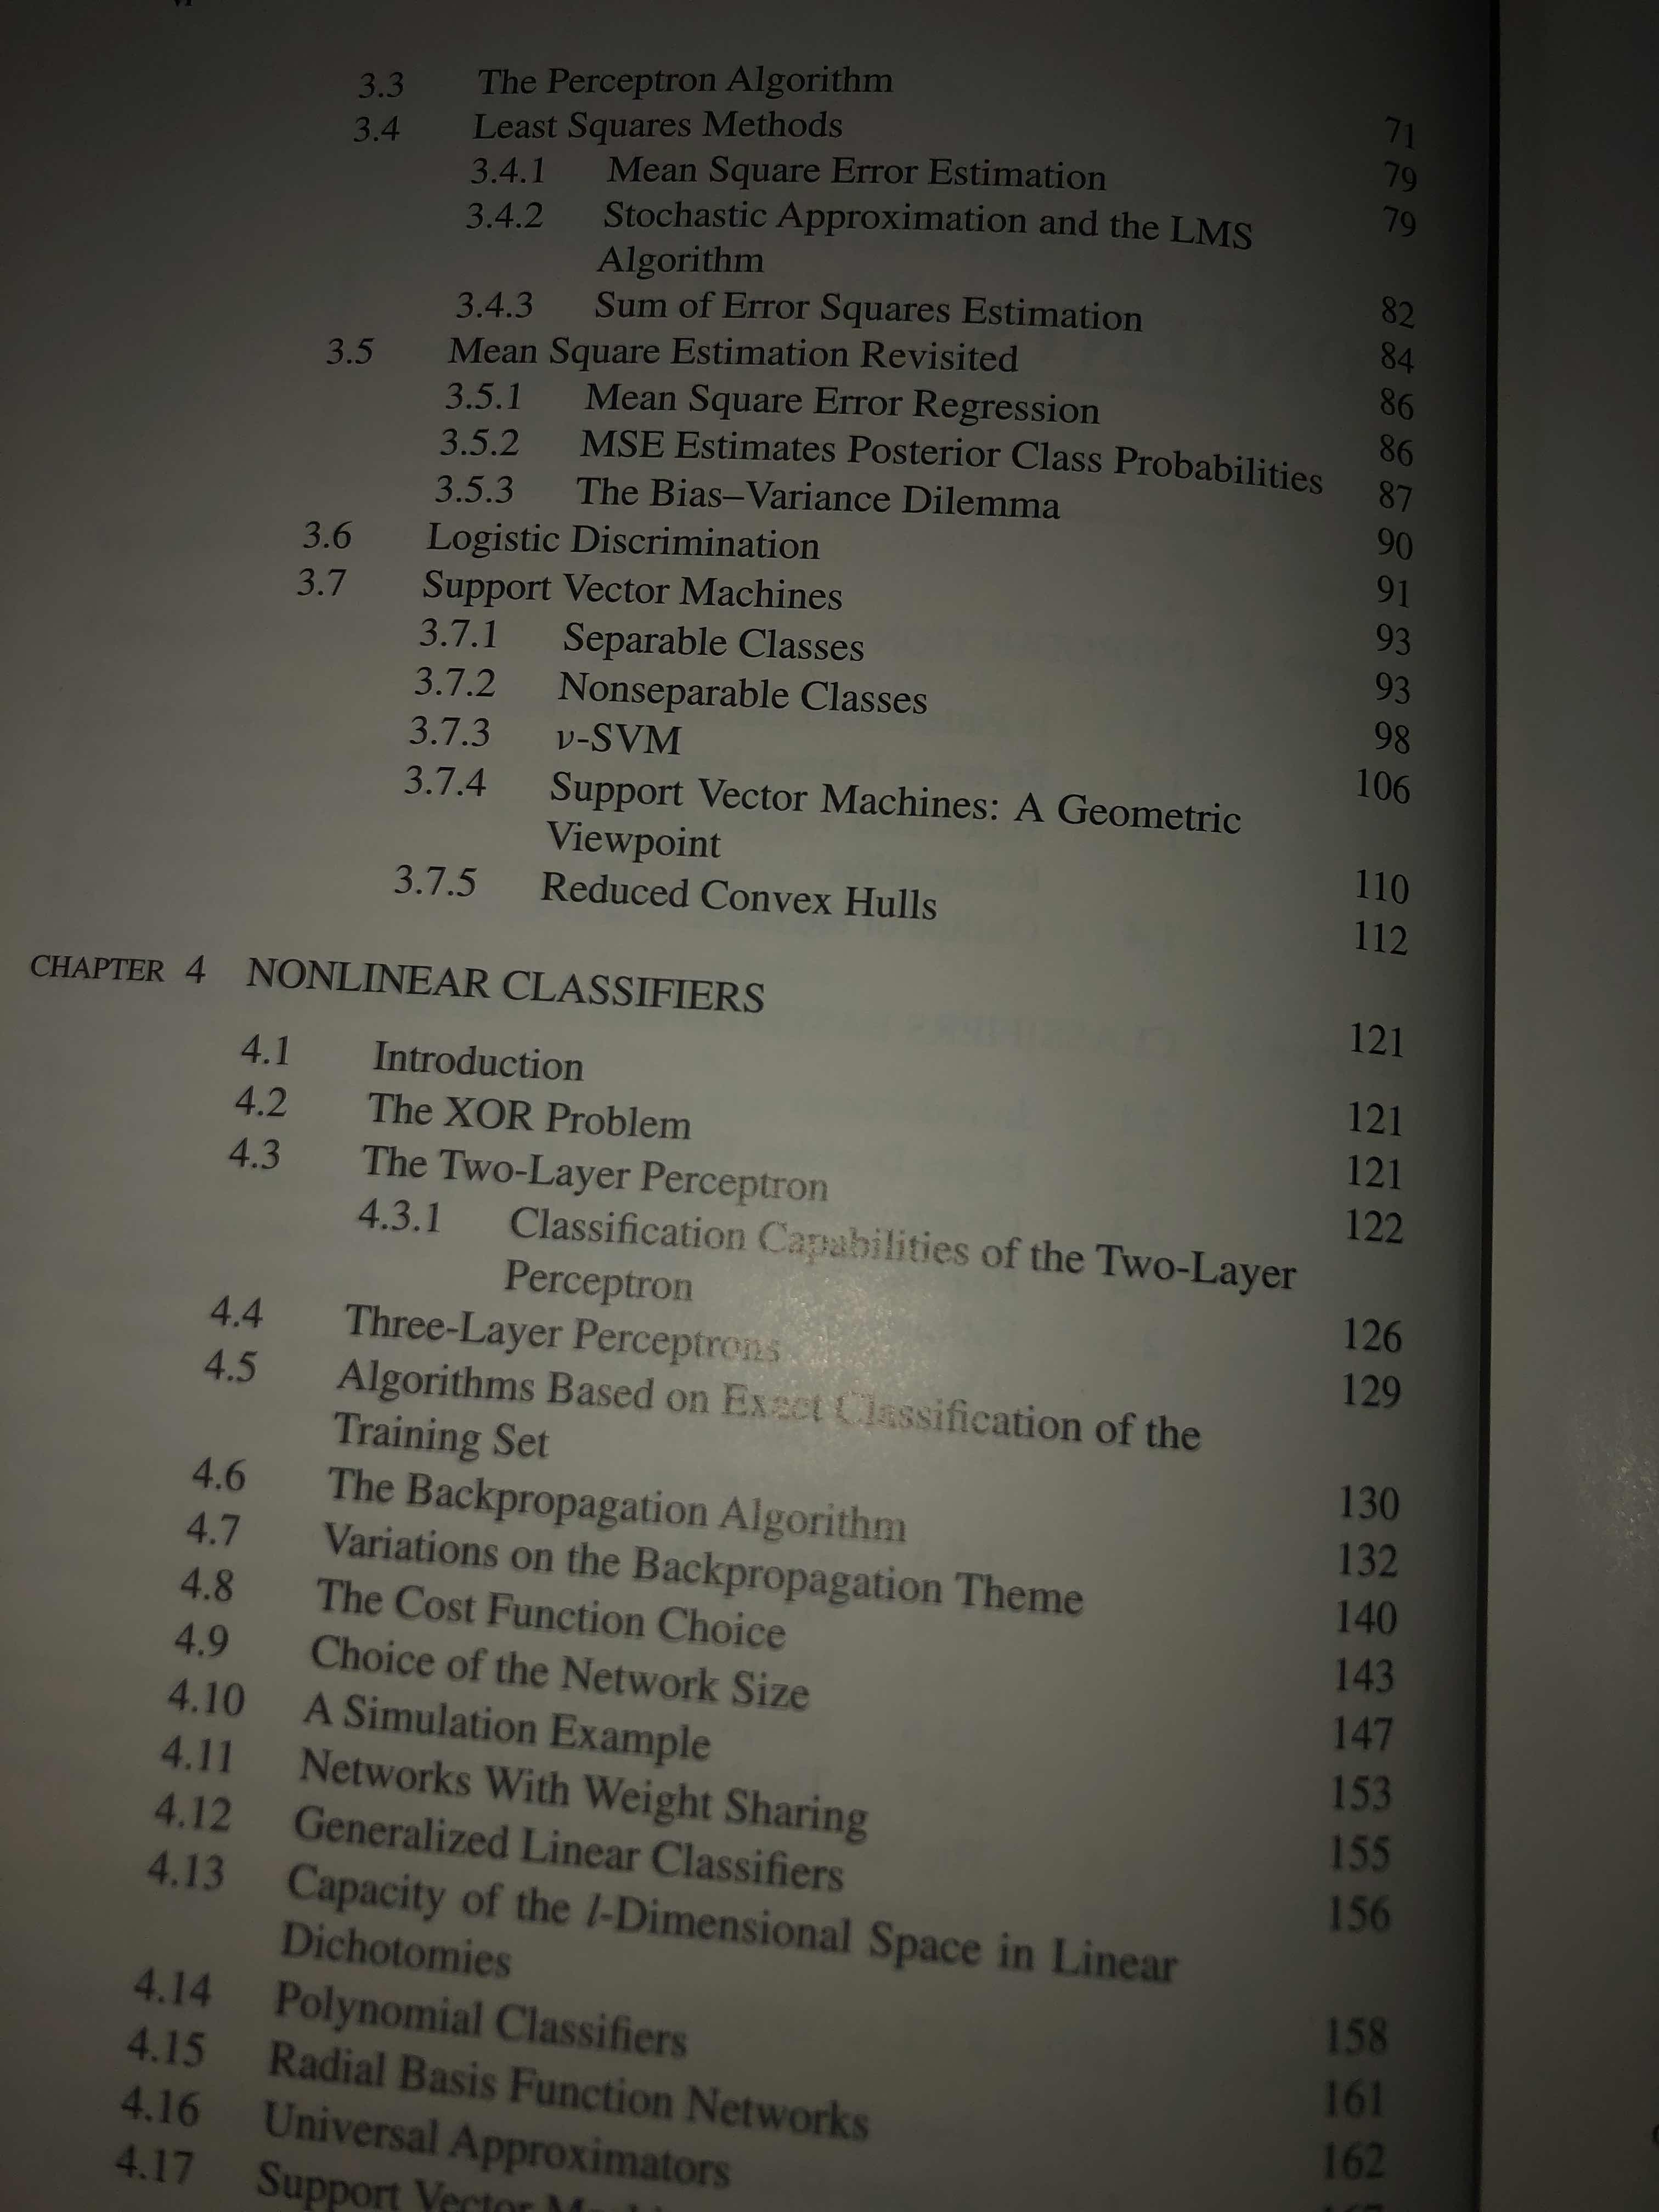 3.3 The Perceptron Algorithm 71
3.4 Least Squares Methods 79
3.4.1 Mean Square Error Estimation 79
3.4.2 Stochastic Approximation and the LMS
Algorithm 82
3.4.3 Sum of Error Squares Estimation 84
3.5 Mean Square Estimation Revisited 86
3.5.1 Mean Square Error Regression 86
3.5.2 MSE Estimates Posterior Class Probabilities 87
3.5.3 The Bias–Variance Dilemma 90
3.6 Logistic Discrimination 91
3.7 Support Vector Machines 93
3.7.1 Separable Classes 93
3.7.2 Nonseparable Classes 98
3.7.3 ν-SVM 106
3.7.4 Support Vector Machines: A Geometric
Viewpoint 110
3.7.5 Reduced Convex Hulls 112
CHAPTER 4 NONLINEAR CLASSIFIERS 121
4.1 Introduction 121
4.2 The XOR Problem 121
4.3 The Two-Layer Perceptron 122
4.3.1 Classification Capabilities of the Two-Layer
Perceptron 126
4.4 Three-Layer Perceptrons 129
4.5 Algorithms Based on Exact Classification of the
Training Set 130
4.6 The Backpropagation Algorithm 132
4.7 Variations on the Backpropagation Theme 140
4.8 The Cost Function Choice 143
4.9 Choice of the Network Size 147
4.10 A Simulation Example 153
4.11 Networks With Weight Sharing 155
4.12 Generalized Linear Classifiers 156
4.13 Capacity of the l-Dimensional Space in Linear
Dichotomies 158
4.14 Polynomial Classifiers 161
4.15 Radial Basis Function Networks 162
4.16 Universal Approximators
4.17 Support Vector